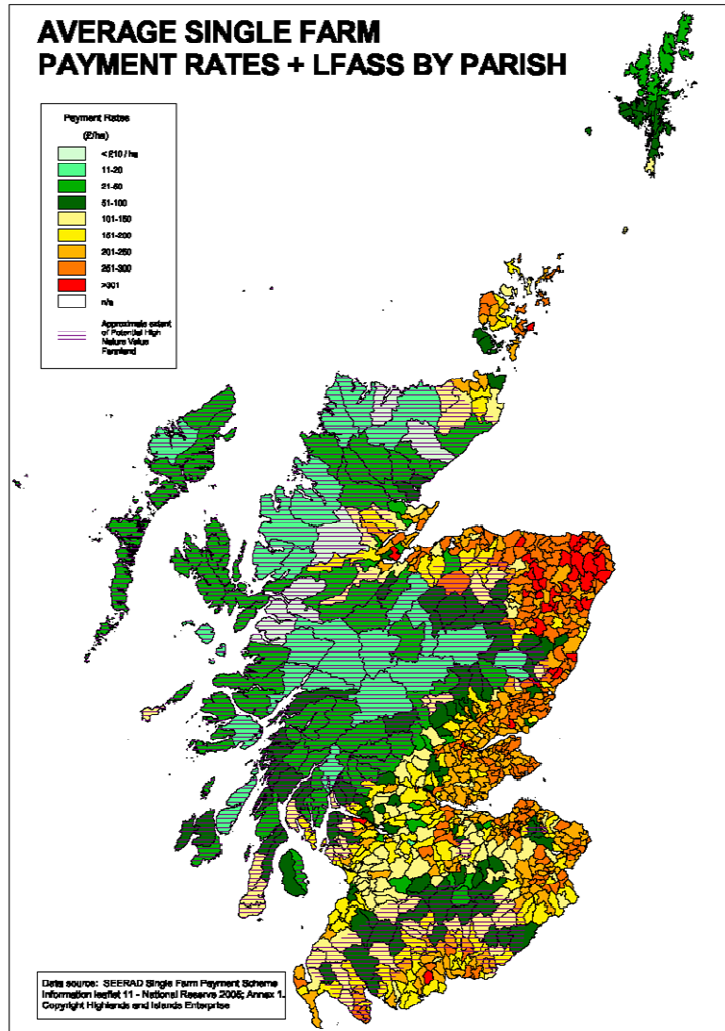 AVERAGE SINGLE FARM
PAYMENT RATES + LFASS BY PARISH
Payment Rates
(£/ha)
<£10 / ha
11-20
21-50
51-100
101-150
151-200
201-250
251-300
>301
n/a
Approximate extent
of Potential High
Nature Value
Farmland
Data source: SEERAD Single Farm Payment Scheme
Information leaflet 11 - National Reserve 2005; Annex 1.
Copyright Highlands and Islands Enterprise